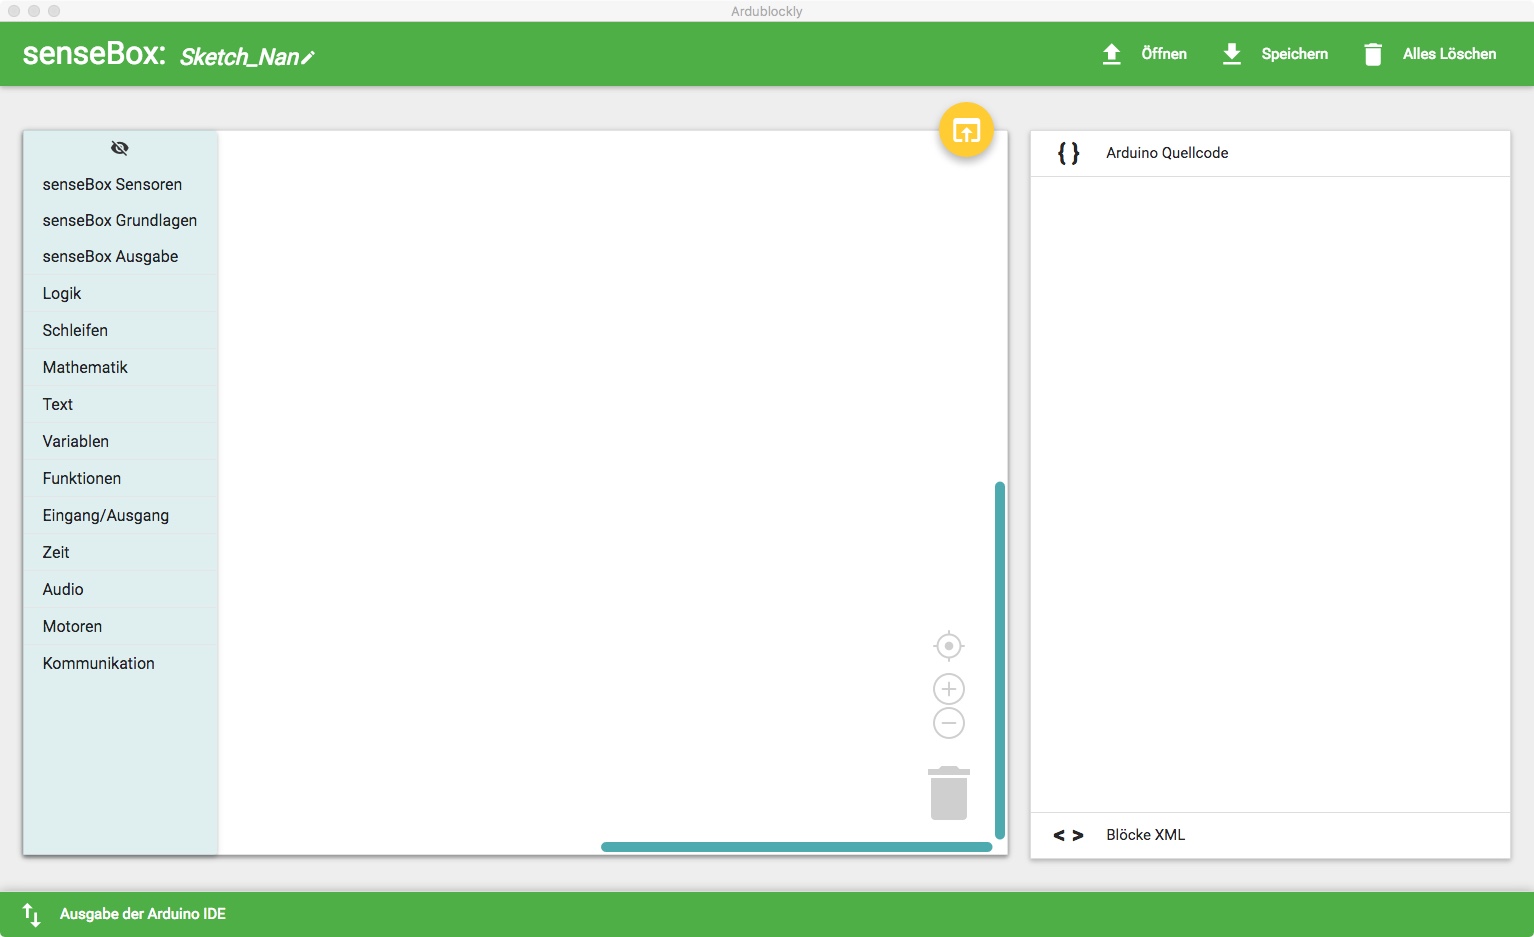 Ardublockly
senseBox: Sketch_Nan
Öffnen
Speichern
Alles Löschen
senseBox Sensoren
senseBox Grundlagen
senseBox Ausgabe
Logik
Schleifen
Mathematik
Text
Variablen
Funktionen
Eingang/Ausgang
Zeit
Audio
Motoren
Kommunikation
{ } Arduino Quellcode
< > Blöcke XML
Ausgabe der Arduino IDE